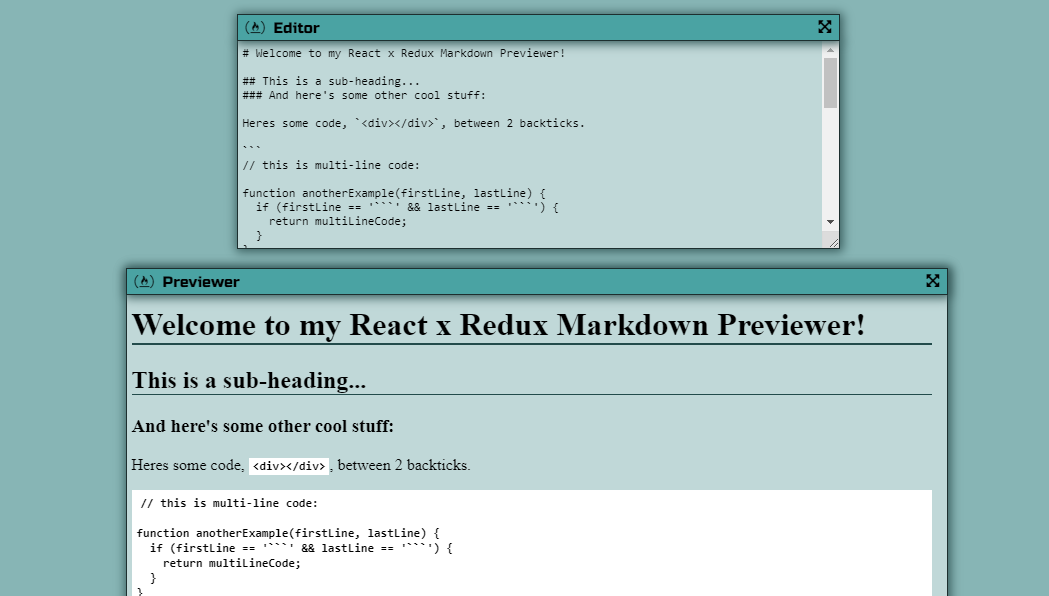 Editor
# Welcome to my React x Redux Markdown Previewer!
## This is a sub-heading...
### And here's some other cool stuff:
Heres some code, `<div></div>`, between 2 backticks.
```
// this is multi-line code:
function anotherExample(firstLine, lastLine) {
  if (firstLine == '```' && lastLine == '```') {
    return multiLineCode;
  }
}
Previewer
Welcome to my React x Redux Markdown Previewer!
This is a sub-heading...
And here's some other cool stuff:
Heres some code, <div></div>, between 2 backticks.
// this is multi-line code:
function anotherExample(firstLine, lastLine) {
  if (firstLine == '```' && lastLine == '```') {
    return multiLineCode;
  }
}